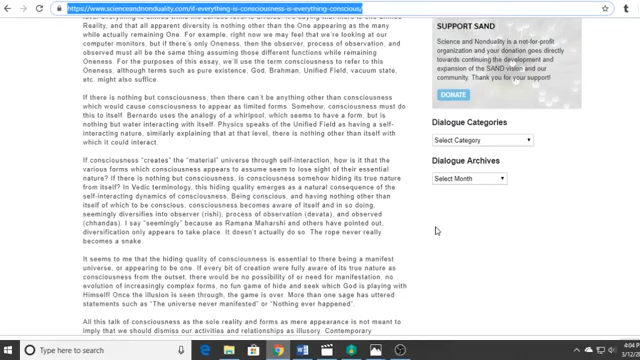 https://www.scienceandnonduality.com/if-everything-is-consciousness-is-everything-conscious/
Reality, and that all apparent diversity is nothing other than the One appearing as the many
while actually remaining One. For example, right now we may feel that we're looking at our
computer monitors, but if there's only Oneness, then the observer, process of observation, and
observed must all be the same thing assuming those different functions while remaining
Oneness. For the purposes of this essay, we'll use the term consciousness to refer to this
Oneness, although terms such as pure existence, God, Brahman, Unified Field, vacuum state,
etc. might also suffice.
If there is nothing but consciousness, then there can't be anything other than consciousness
which would cause consciousness to appear as limited forms. Somehow, consciousness must do
this to itself. Bernardo uses the analogy of a whirlpool, which seems to have a form, but is
nothing but water interacting with itself. Physics speaks of the Unified Field as having a self-
interacting nature, similarly explaining that at that level, there is nothing other than itself with
which it could interact.
If consciousness "creates" the "material" universe through self-interaction, how is it that the
various forms which consciousness appears to assume seem to lose sight of their essential
nature? If there is nothing but consciousness, is consciousness somehow hiding its true nature
from itself? In Vedic terminology, this hiding quality emerges as a natural consequence of the
self-interacting dynamics of consciousness. Being conscious, and having nothing other than
itself of which to be conscious, consciousness becomes aware of itself and in so doing,
seemingly diversifies into observer (rishi), process of observation (devata), and observed
(chhandas). I say "seemingly" because as Ramana Maharshi and others have pointed out,
diversification only appears to take place. It doesn't actually do so. The rope never really
becomes a snake.
It seems to me that the hiding quality of consciousness is essential to there being a manifest
universe, or appearing to be one. If every bit of creation were fully aware of its true nature as
consciousness from the outset, there would be no possibility of or need for manifestation, no
evolution of increasingly complex forms, no fun game of hide and seek which God is playing with
Himself! Once the illusion is seen through, the game is over. More than one sage has uttered
statements such as "The universe never manifested" or "Nothing ever happened".
All this talk of consciousness as the sole reality and forms as mere appearance is not meant to
imply that we should dismiss our activities and relationships as illusory. Contemporary
SUPPORT SAND
Science and Nonduality is a not-for-profit
organization and your donation goes directly
towards continuing the development and
expansion of the SAND vision and our
community. Thank you for your support!
DONATE
Dialogue Categories
Select Category
Dialogue Archives
Select Month
Type here to search
4:04 PM